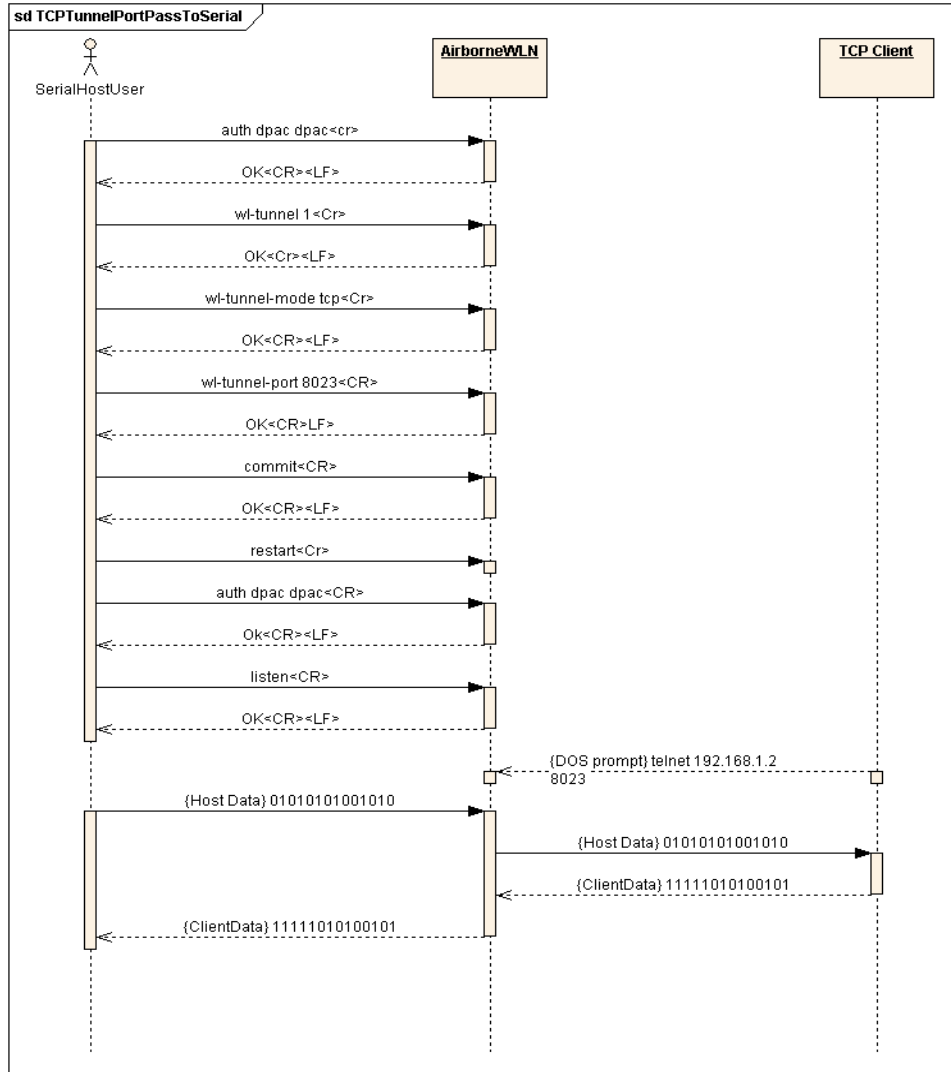 sd TCPTunnelPortPassToSerial
SerialHostUser
AirborneWLN
TCP Client
auth dpac dpac<cr>
OK<CR><LF>
wl-tunnel 1<Cr>
OK<Cr><LF>
wl-tunnel-mode tcp<Cr>
OK<CR><LF>
wl-tunnel-port 8023<CR>
OK<CR>LF>
commit<CR>
OK<CR><LF>
restart<Cr>
auth dpac dpac<CR>
Ok<CR><LF>
listen<CR>
OK<CR><LF>
{DOS prompt} telnet 192.168.1.2
8023
{Host Data} 01010101001010
{Host Data} 01010101001010
{ClientData} 11111010100101
{ClientData} 11111010100101